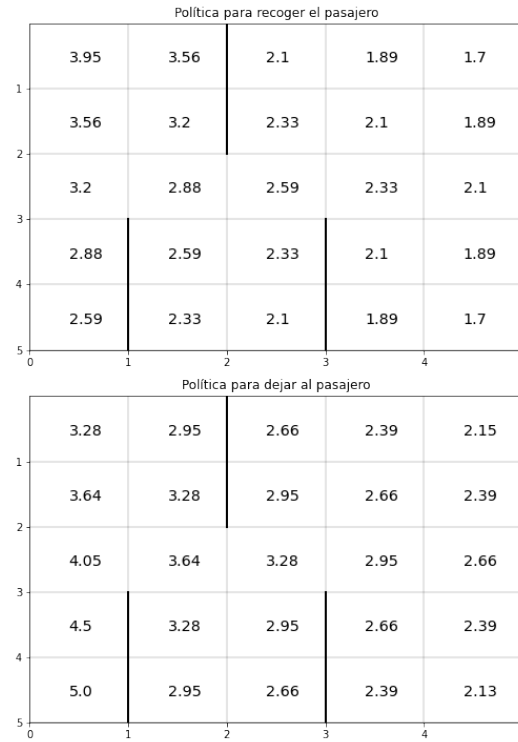 Política para recoger el pasajero
3.95 3.56 2.1 1.89 1.7
1
3.56 3.2 2.33 2.1 1.89
2
3.2 2.88 2.59 2.33 2.1
3
2.88 2.59 2.33 2.1 1.89
4
2.59 2.33 2.1 1.89 1.7
5
0 1 2 3 4
Política para dejar al pasajero
3.28 2.95 2.66 2.39 2.15
1
3.64 3.28 2.95 2.66 2.39
2
4.05 3.64 3.28 2.95 2.66
3
4.5 3.28 2.95 2.66 2.39
4
5.0 2.95 2.66 2.39 2.13
5
0 1 2 3 4